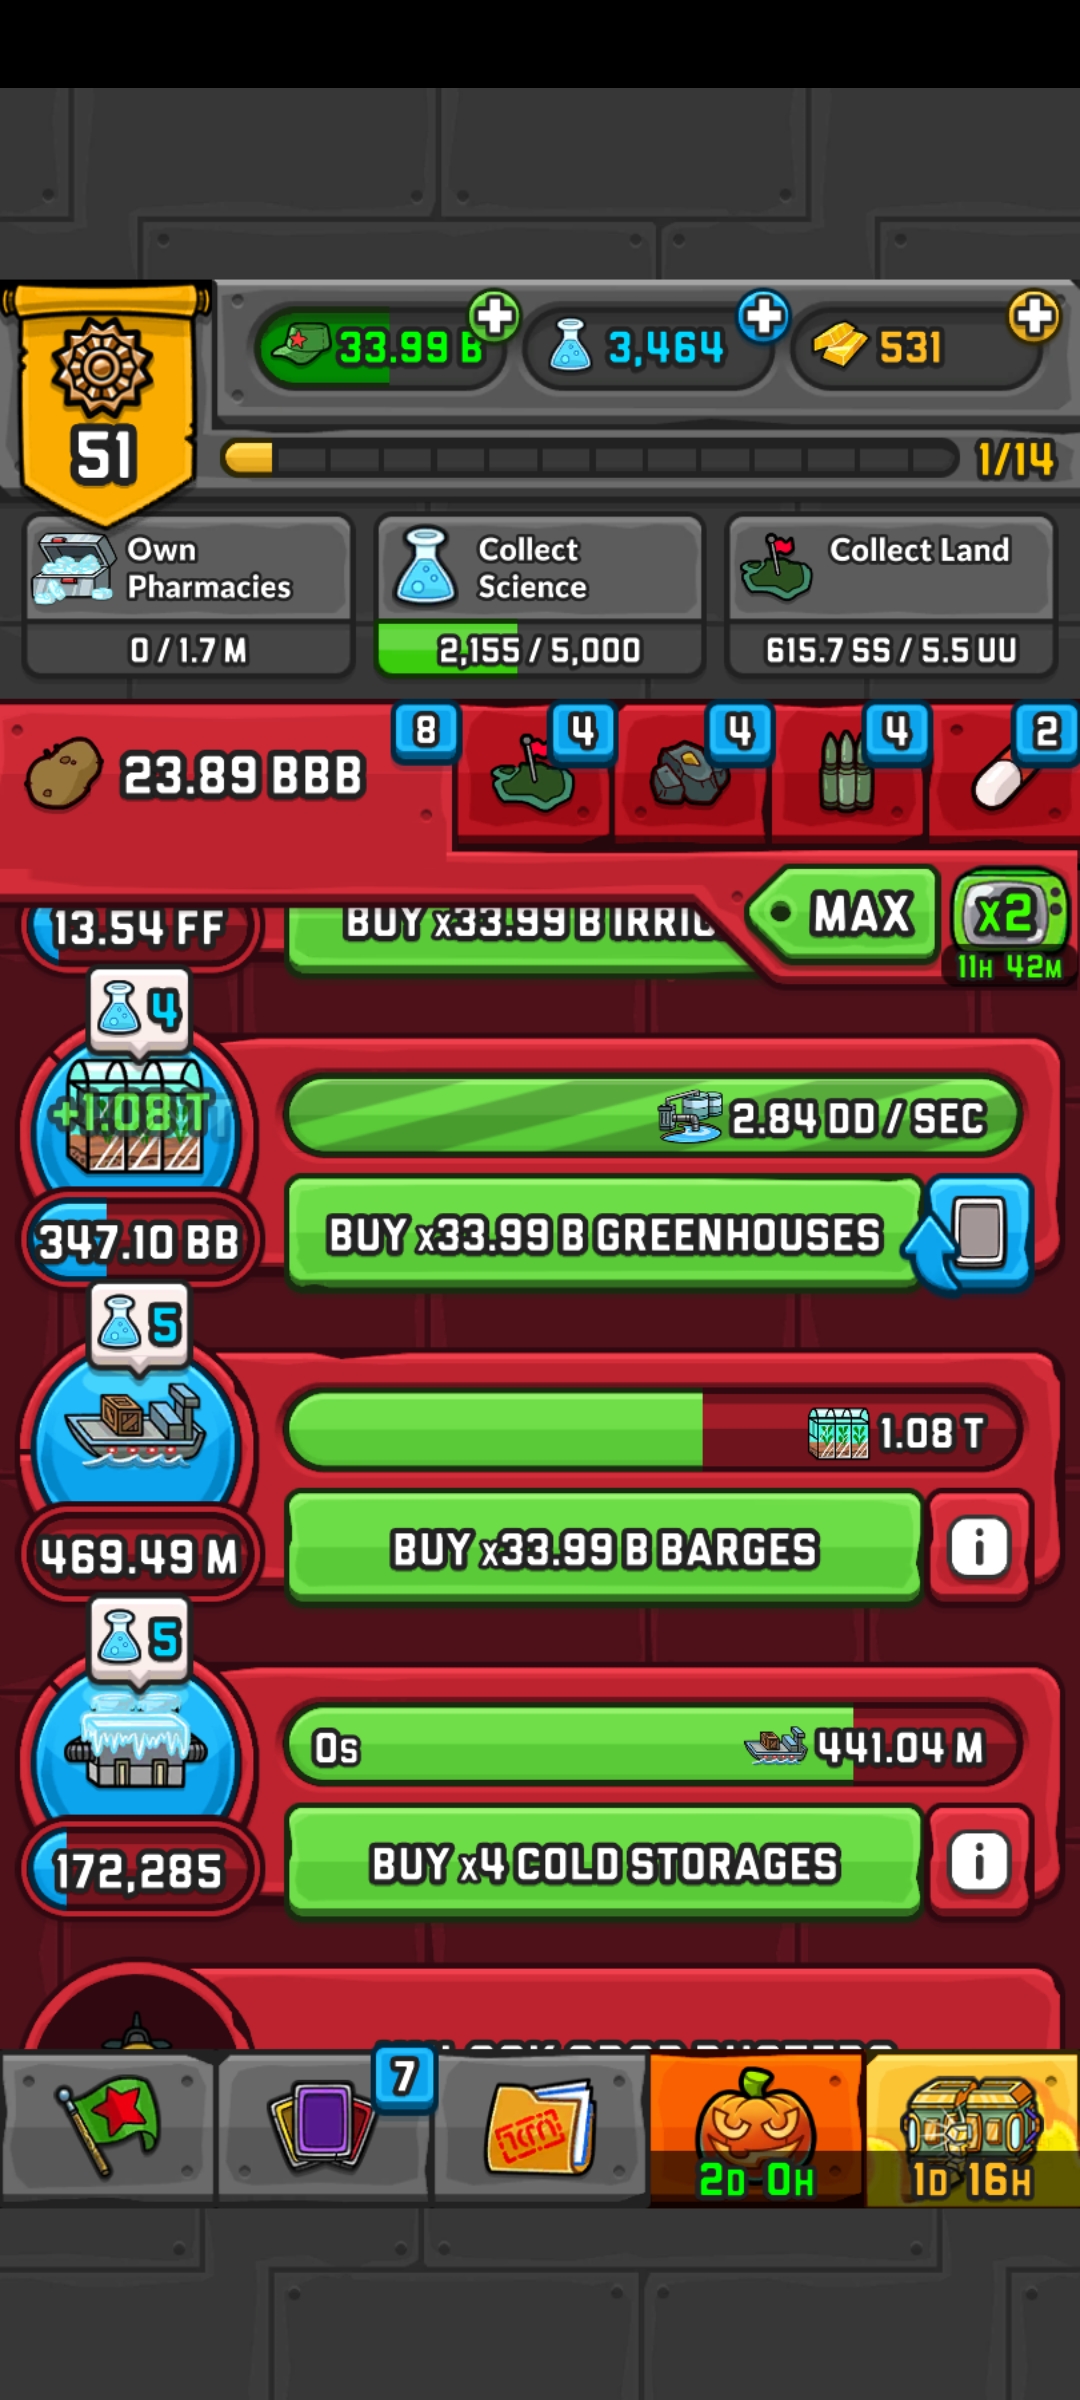 33.99 B
3,464
531
51
1/14
Own
Pharmacies
0 / 1.7 M
Collect
Science
2,155 / 5,000
Collect Land
615.7 SS / 5.5 UU
23.89 BBB
8
4
4
4
2
MAX
x2
11H 42M
13.54 FF
BUY x33.99 B
4
+1.08 T
2.84 DD / SEC
347.10 BB
BUY x33.99 B GREENHOUSES
5
1.08 T
469.49 M
BUY x33.99 B BARGES
i
5
0s
441.04 M
172,285
BUY x4 COLD STORAGES
i
7
2D 0H
1D 16H